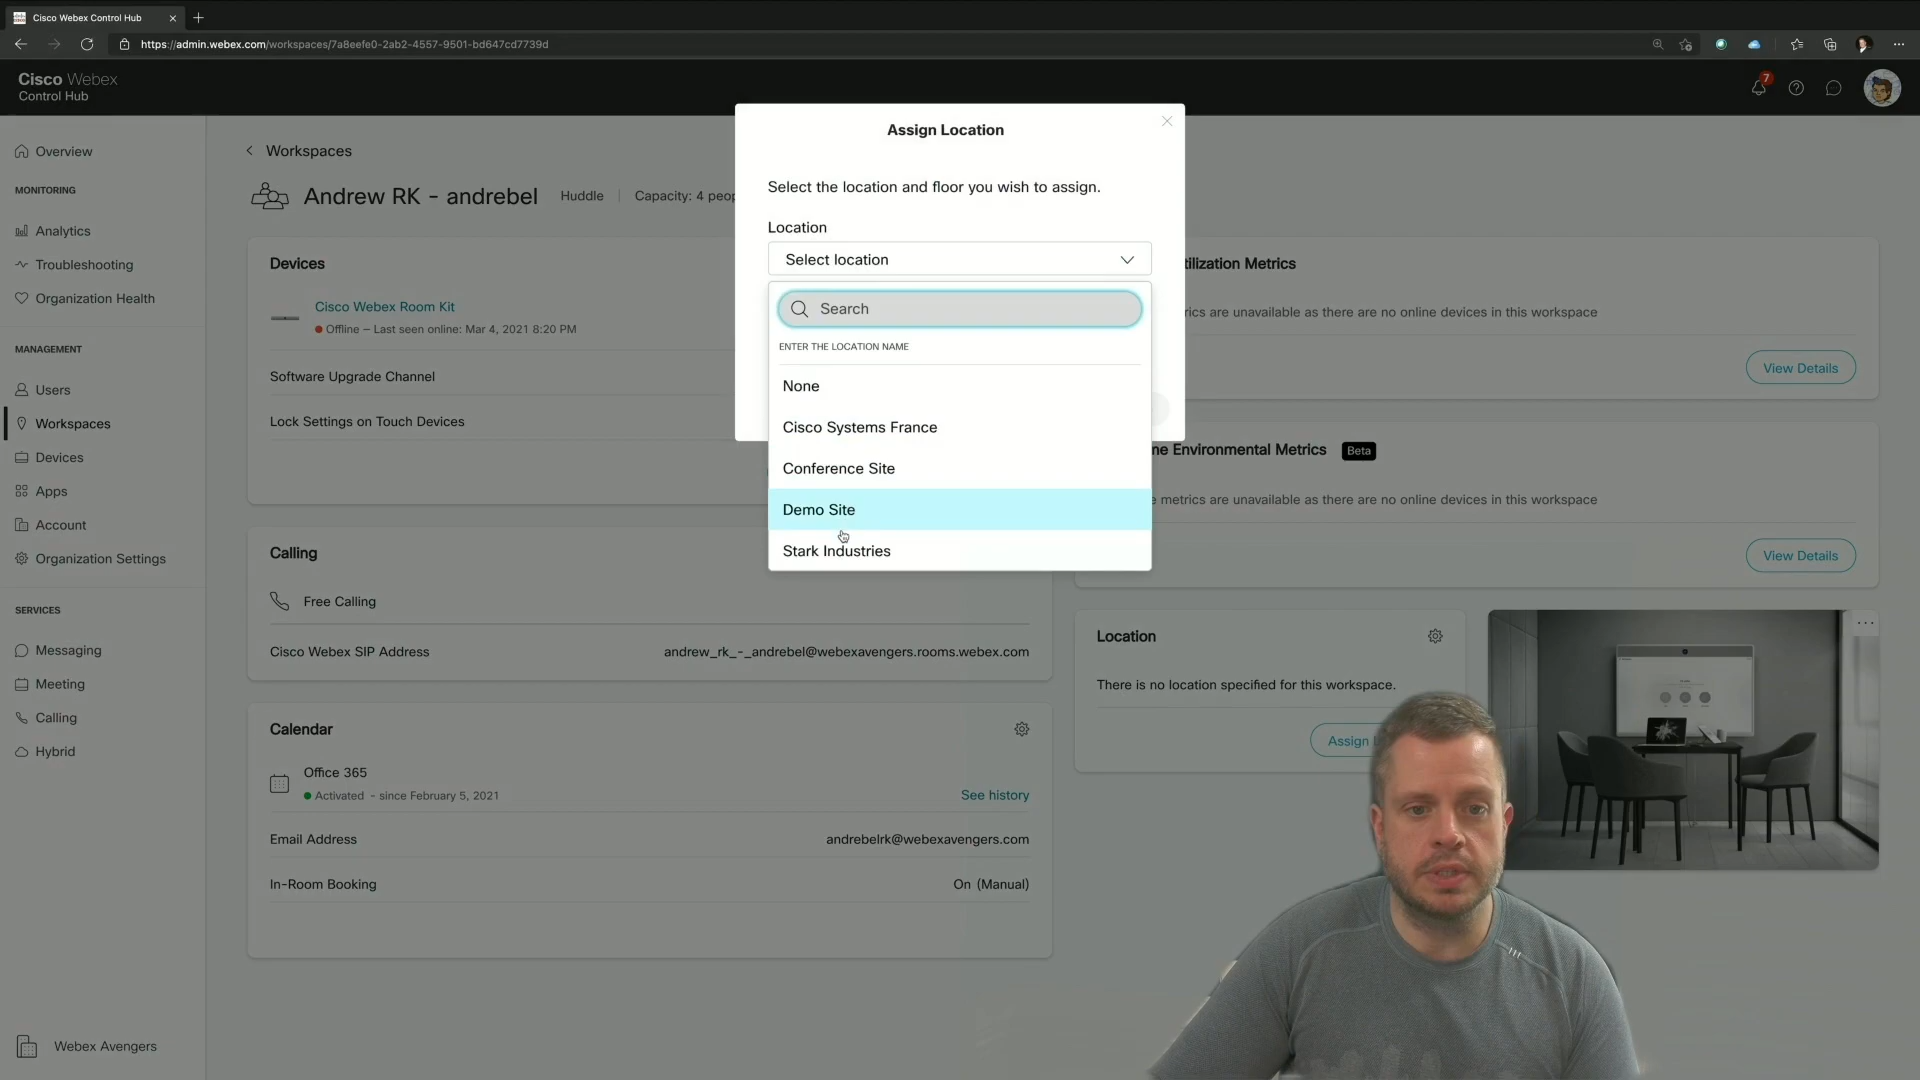 Cisco Webex Control Hub
https://admin.webex.com/workspaces/7a8eefe0-2ab2-4557-9501-bd647cd7739d
Cisco Webex
Control Hub
7
Overview
MONITORING
Analytics
Troubleshooting
Organization Health
MANAGEMENT
Users
Workspaces
Devices
Apps
Account
Organization Settings
SERVICES
Messaging
Meeting
Calling
Hybrid
Webex Avengers
Workspaces
Andrew RK - andrebel
Huddle
Capacity: 4 peop
Devices
Cisco Webex Room Kit
Offline – Last seen online: Mar 4, 2021 8:20 PM
Software Upgrade Channel
Lock Settings on Touch Devices
Calling
Free Calling
Cisco Webex SIP Address andrew_rk_-_andrebel@webexavengers.rooms.webex.com
Calendar
Office 365
Activated - since February 5, 2021 See history
Email Address andrebelrk@webexavengers.com
In-Room Booking On (Manual)
Assign Location
Select the location and floor you wish to assign.
Location
Select location
Search
ENTER THE LOCATION NAME
None
Cisco Systems France
Conference Site
Demo Site
Stark Industries
tilization Metrics
rics are unavailable as there are no online devices in this workspace
View Details
me Environmental Metrics Beta
e metrics are unavailable as there are no online devices in this workspace
View Details
Location
There is no location specified for this workspace.
Assign L